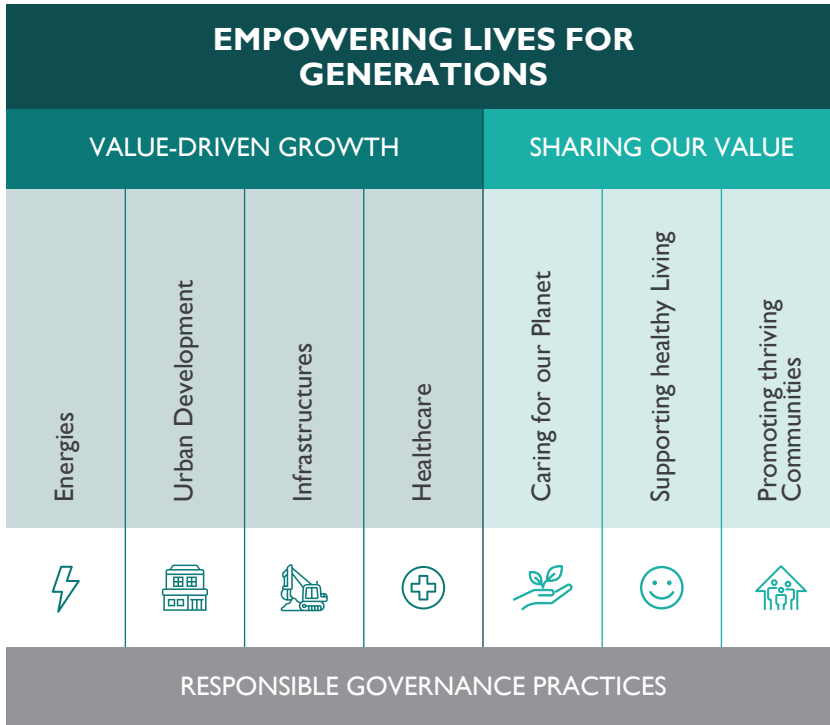 EMPOWERING LIVES FOR
GENERATIONS
VALUE-DRIVEN GROWTH
SHARING OUR VALUE
Energies
Urban Development
Infrastructures
Healthcare
Caring for our Planet
Supporting healthy Living
Promoting thriving
Communities
RESPONSIBLE GOVERNANCE PRACTICES